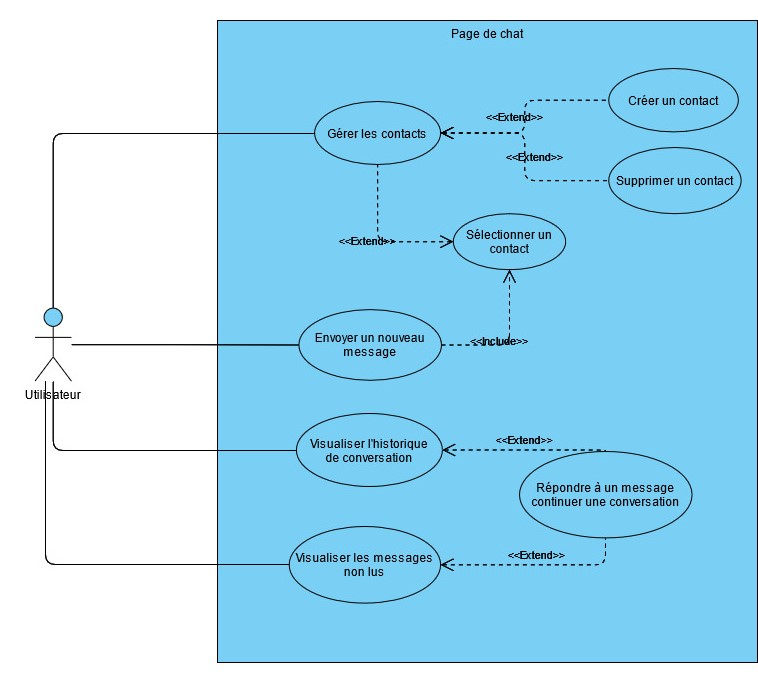 Page de chat
Créer un contact
<<Extend>>
Gérer les contacts
<<Extend>>
Supprimer un contact
Sélectionner un
contact
<<Extend>>
Envoyer un nouveau
message
<<Include>>
Utilisateur
Visualiser l'historique
de conversation
<<Extend>>
Répondre à un message
continuer une conversation
Visualiser les messages
non lus
<<Extend>>